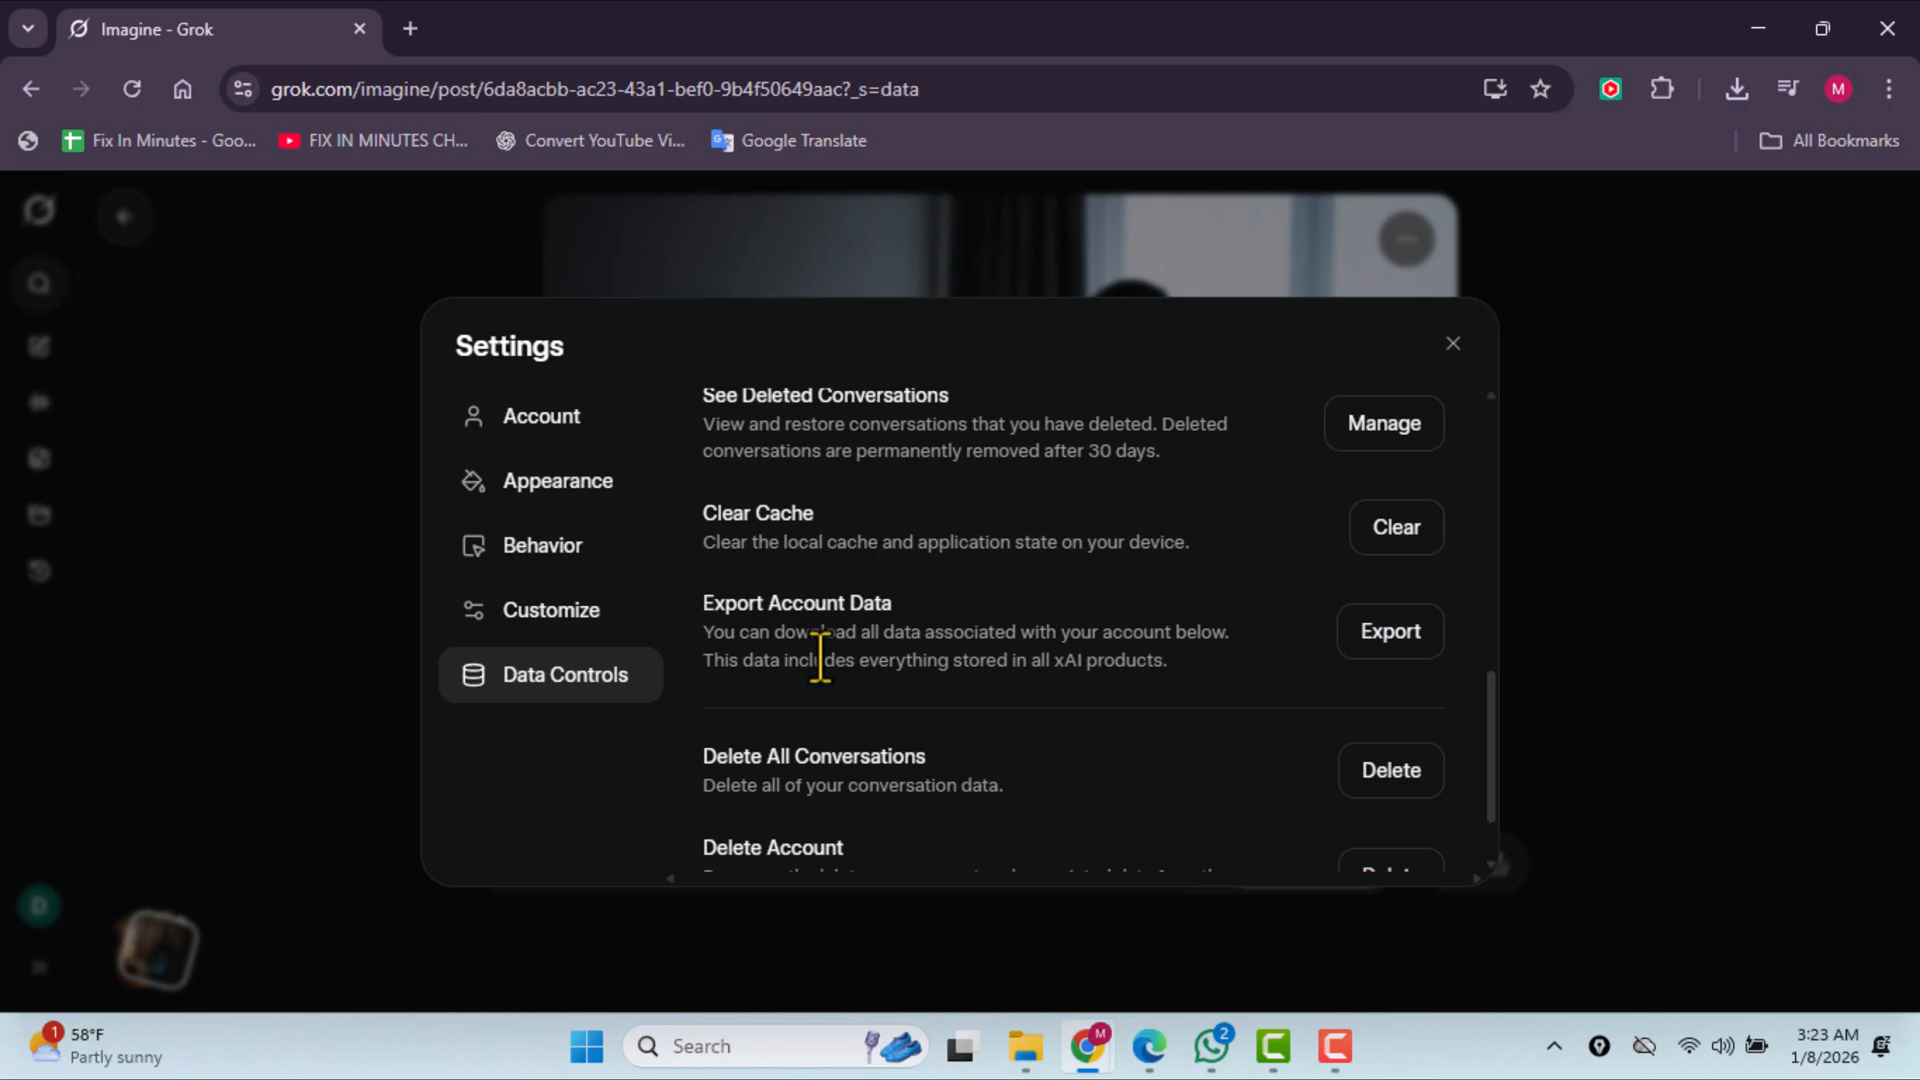 Imagine - Grok
grok.com/imagine/post/6da8acbb-ac23-43a1-bef0-9b4f50649aac?_s=data
M
Fix In Minutes - Goo...
FIX IN MINUTES CH...
Convert YouTube Vi...
Google Translate
All Bookmarks
Settings
Account
Appearance
Behavior
Customize
Data Controls
See Deleted Conversations
View and restore conversations that you have deleted. Deleted
conversations are permanently removed after 30 days.
Manage
Clear Cache
Clear the local cache and application state on your device.
Clear
Export Account Data
You can download all data associated with your account below.
This data includes everything stored in all xAI products.
Export
Delete All Conversations
Delete all of your conversation data.
Delete
Delete Account
D
1
58°F
Partly sunny
Search
M
2
3:23 AM
1/8/2026